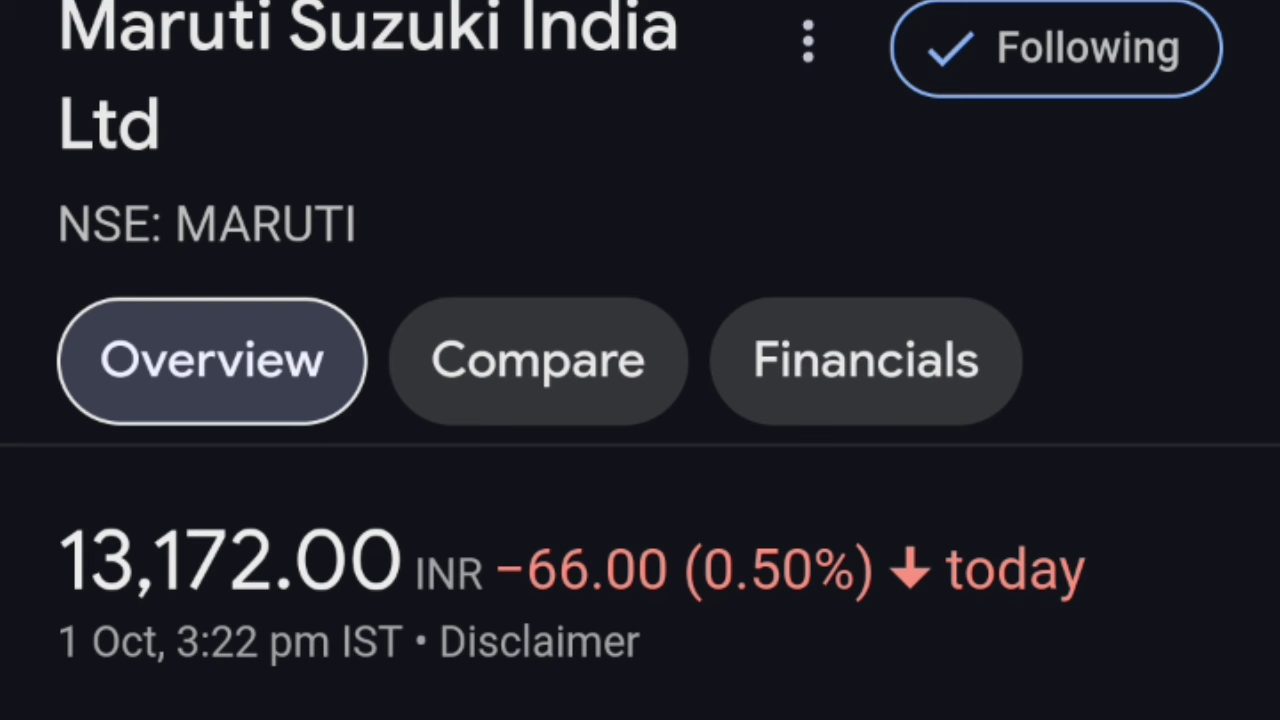 Maruti Suzuki India
Ltd
Following
NSE: MARUTI
Overview
Compare
Financials
13,172.00 INR −66.00 (0.50%) ↓ today
1 Oct, 3:22 pm IST • Disclaimer